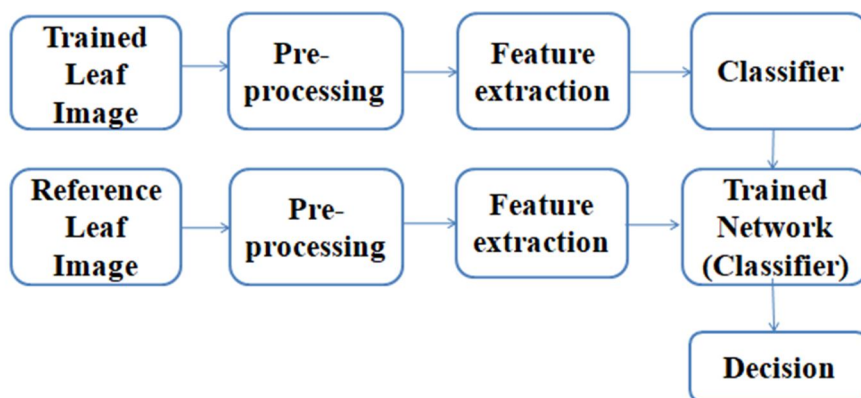 Trained
Leaf
Image
Pre-
processing
Feature
extraction
Classifier
Reference
Leaf
Image
Pre-
processing
Feature
extraction
Trained
Network
(Classifier)
Decision